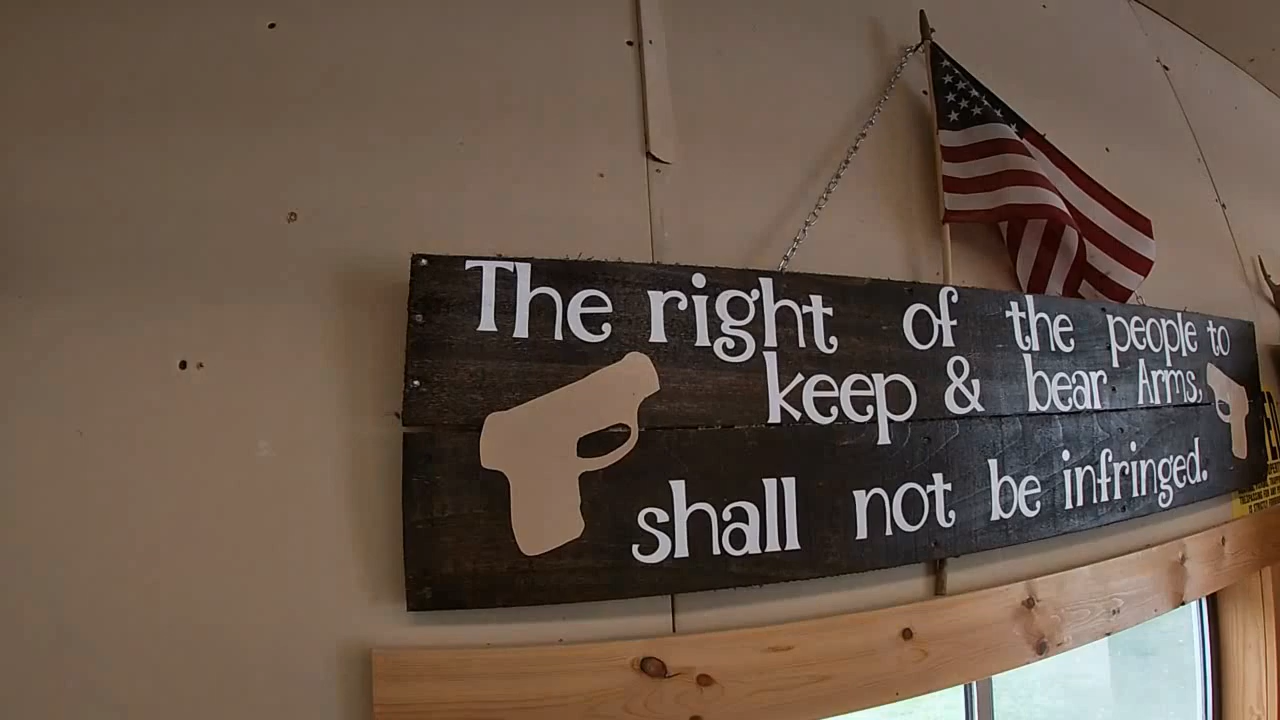 The right of the people to
keep & bear Arms,
shall not be infringed.